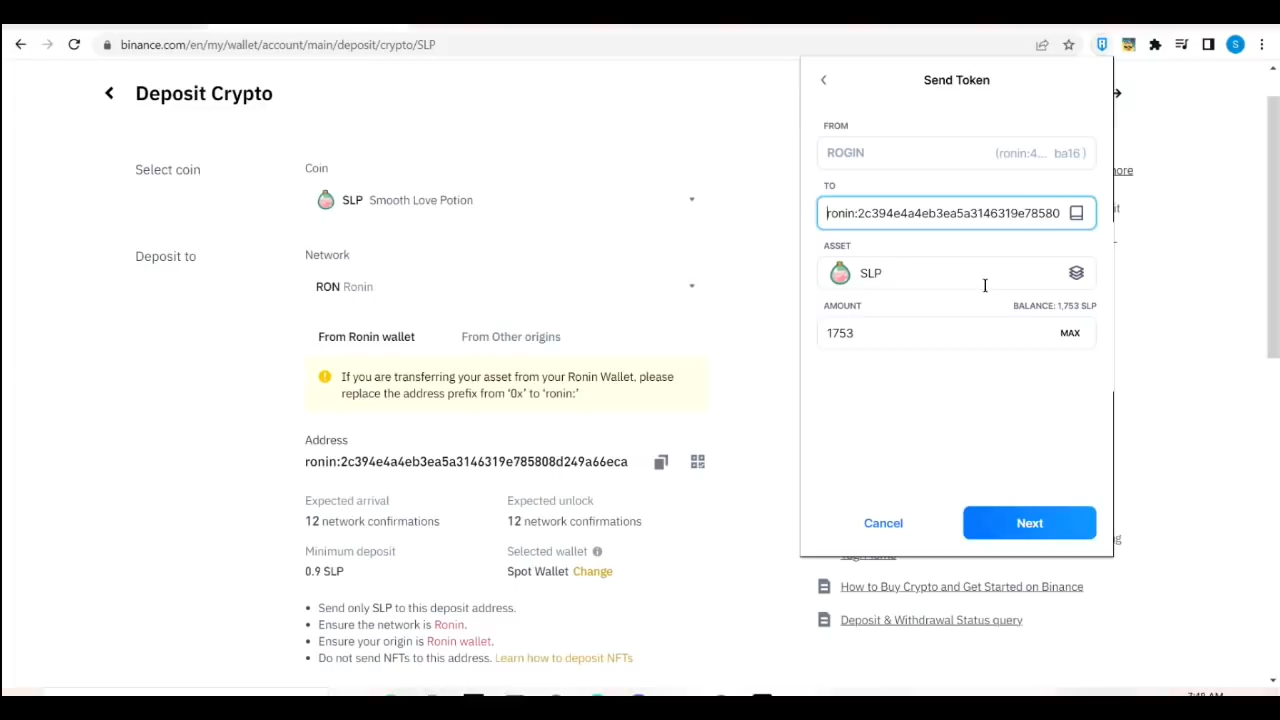 binance.com/en/my/wallet/account/main/deposit/crypto/SLP
S
Deposit Crypto
Select coin
Coin
SLP Smooth Love Potion
Deposit to
Network
RON Ronin
From Ronin wallet From Other origins
If you are transferring your asset from your Ronin Wallet, please
replace the address prefix from ‘0x’ to ‘ronin:’
Address
ronin:2c394e4a4eb3ea5a3146319e785808d249a66eca
Expected arrival Expected unlock
12 network confirmations 12 network confirmations
Minimum deposit Selected wallet
0.9 SLP Spot Wallet Change
• Send only SLP to this deposit address.
• Ensure the network is Ronin.
• Ensure your origin is Ronin wallet.
• Do not send NFTs to this address. Learn how to deposit NFTs
Send Token
FROM
ROGIN (ronin:4... ba16 )
TO
ronin:2c394e4a4eb3ea5a3146319e78580
ASSET
SLP
AMOUNT BALANCE: 1,753 SLP
1753 MAX
Cancel Next
How to Buy Crypto and Get Started on Binance
Deposit & Withdrawal Status query